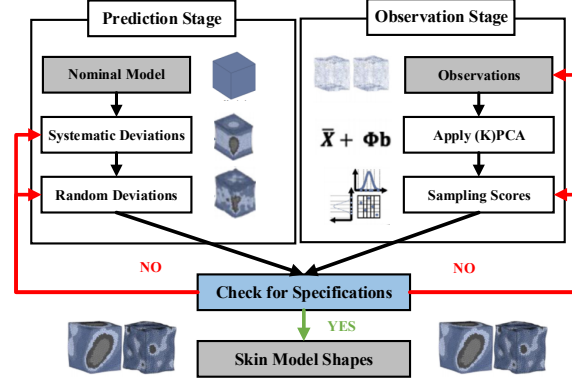 Prediction Stage
Nominal Model
Systematic Deviations
Random Deviations
Observation Stage
Observations
X̄ + Φb
Apply (K)PCA
Sampling Scores
NO
NO
Check for Specifications
YES
Skin Model Shapes